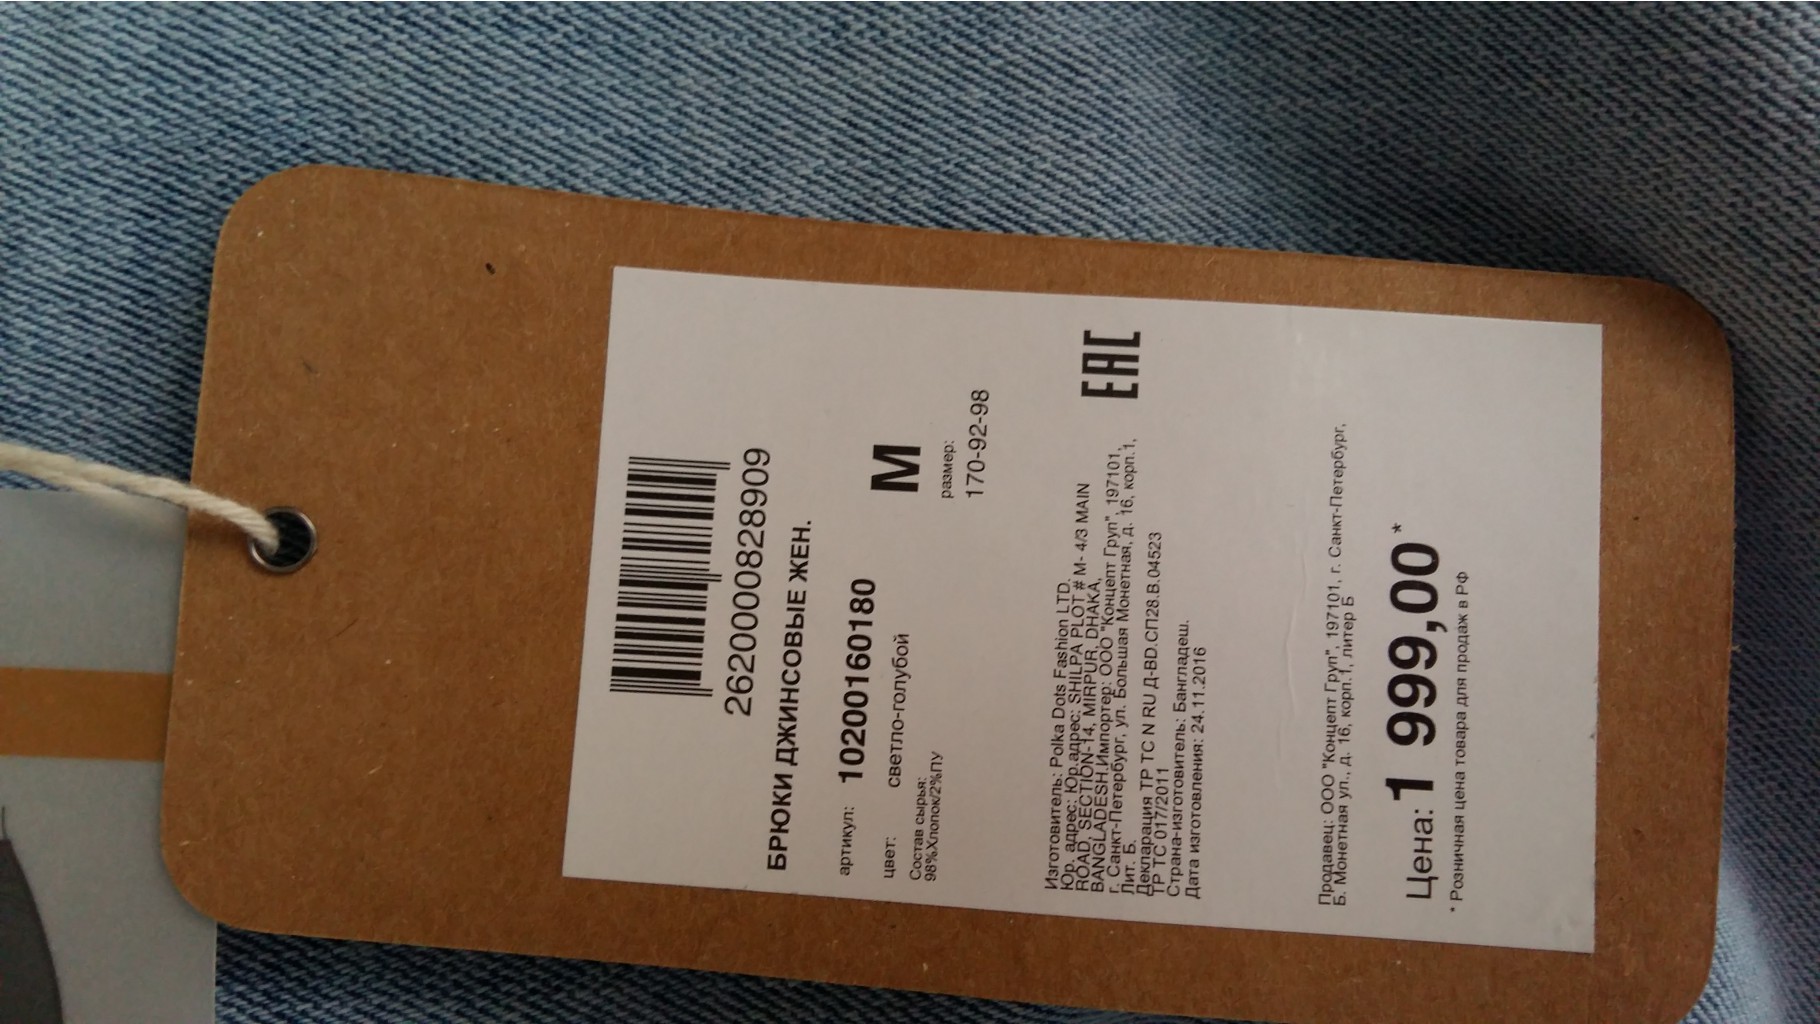 2620000828909
БРЮКИ ДЖИНСОВЫЕ ЖЕН.
артикул: 10200160180
M
цвет: светло-голубой
размер:
170-92-98
Состав сырья:
98%Хлопок/2%ПУ
EAC
Изготовитель: Polka Dots Fashion LTD.
Юр. адрес: Юр.адрес: SHILPA PLOT # M- 4/3 MAIN
ROAD, SECTION-14, MIRPUR, DHAKA,
BANGLADESH.Импортер: ООО "Концепт Груп", 197101,
г. Санкт-Петербург, ул. Большая Монетная, д. 16, корп.1,
Лит. Б.
Декларация ТР ТС N RU Д-BD.СП28.В.04523
ТР ТС 017/2011
Страна-изготовитель: Бангладеш.
Дата изготовления: 24.11.2016
Продавец: ООО "Концепт Груп", 197101, г. Санкт-Петербург,
Б. Монетная ул., д. 16, корп.1, литер Б
Цена: 1 999,00*
* Розничная цена товара для продаж в РФ